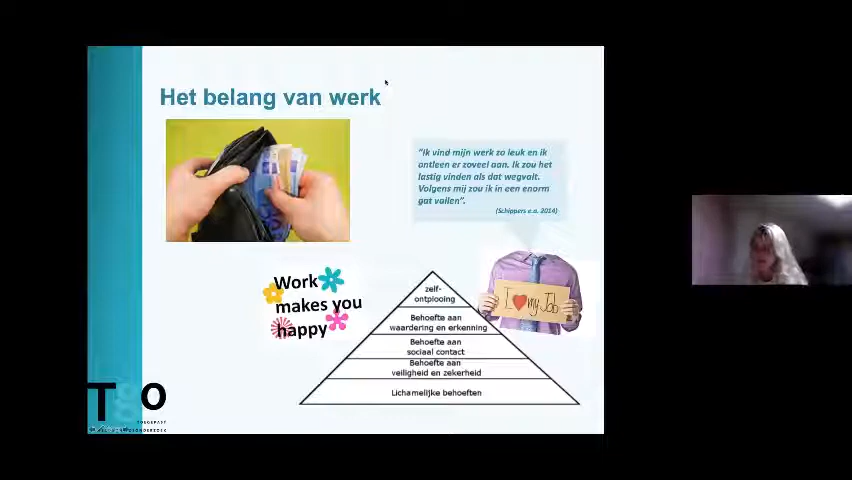 Het belang van werk
"Ik vind mijn werk zo leuk en ik
ontleen er zoveel aan. Ik zou het
lastig vinden als dat wegvalt.
Volgens mij zou ik in een enorm
gat vallen".
(Schippers e.a. 2014)
Work
makes you
happy
I my Job
zelf-
ontplooing
Behoefte aan
waardering en erkenning
Behoefte aan
sociaal contact
Behoefte aan
veiligheid en zekerheid
Lichamelijke behoeften
TGO
TOEGEPAST